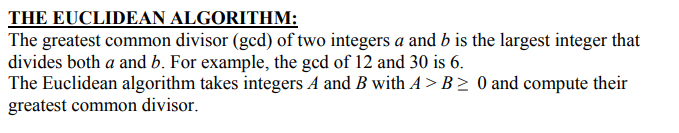 THE EUCLIDEAN ALGORITHM:
The greatest common divisor (gcd) of two integers a and b is the largest integer that
divides both a and b. For example, the gcd of 12 and 30 is 6.
The Euclidean algorithm takes integers A and B with A > B ≥ 0 and compute their
greatest common divisor.